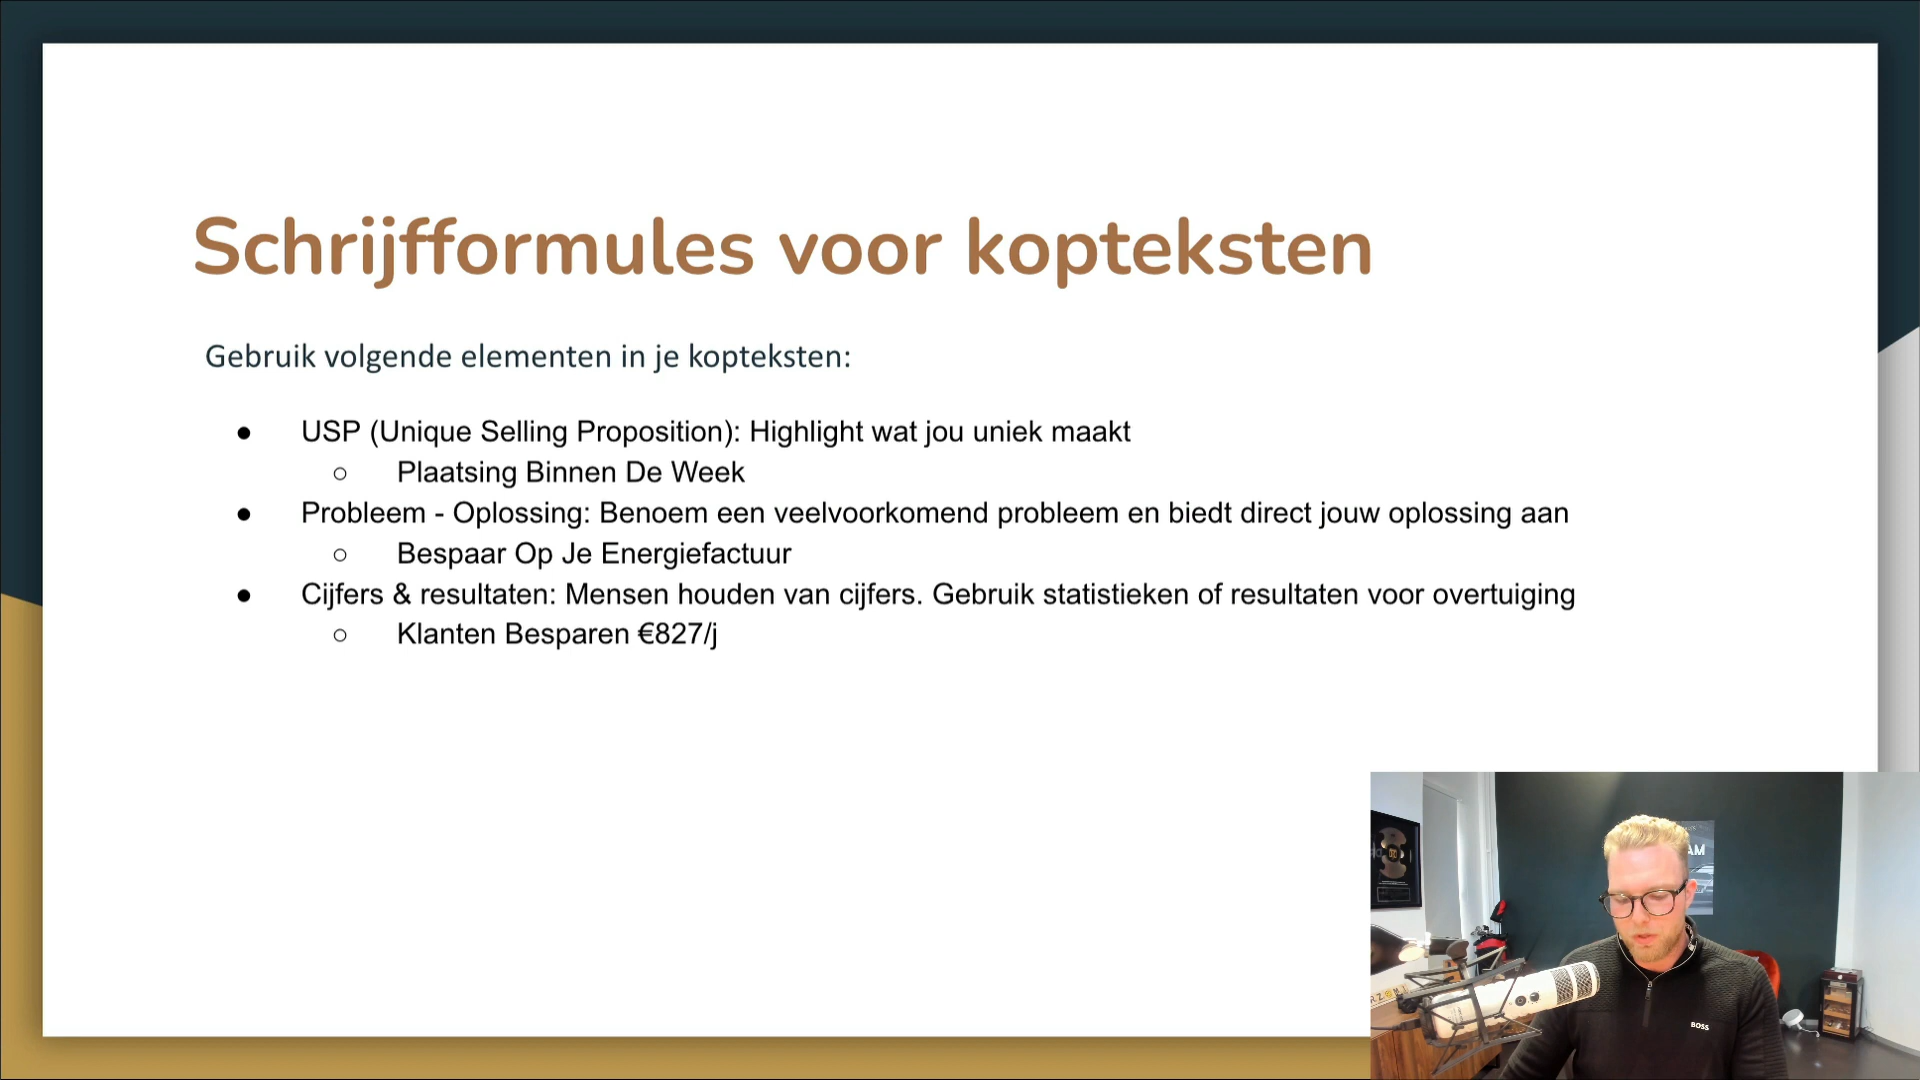 Schrijfformules voor kopteksten
Gebruik volgende elementen in je kopteksten:
● USP (Unique Selling Proposition): Highlight wat jou uniek maakt
○ Plaatsing Binnen De Week
● Probleem - Oplossing: Benoem een veelvoorkomend probleem en biedt direct jouw oplossing aan
○ Bespaar Op Je Energiefactuur
● Cijfers & resultaten: Mensen houden van cijfers. Gebruik statistieken of resultaten voor overtuiging
○ Klanten Besparen €827/j
BOSS